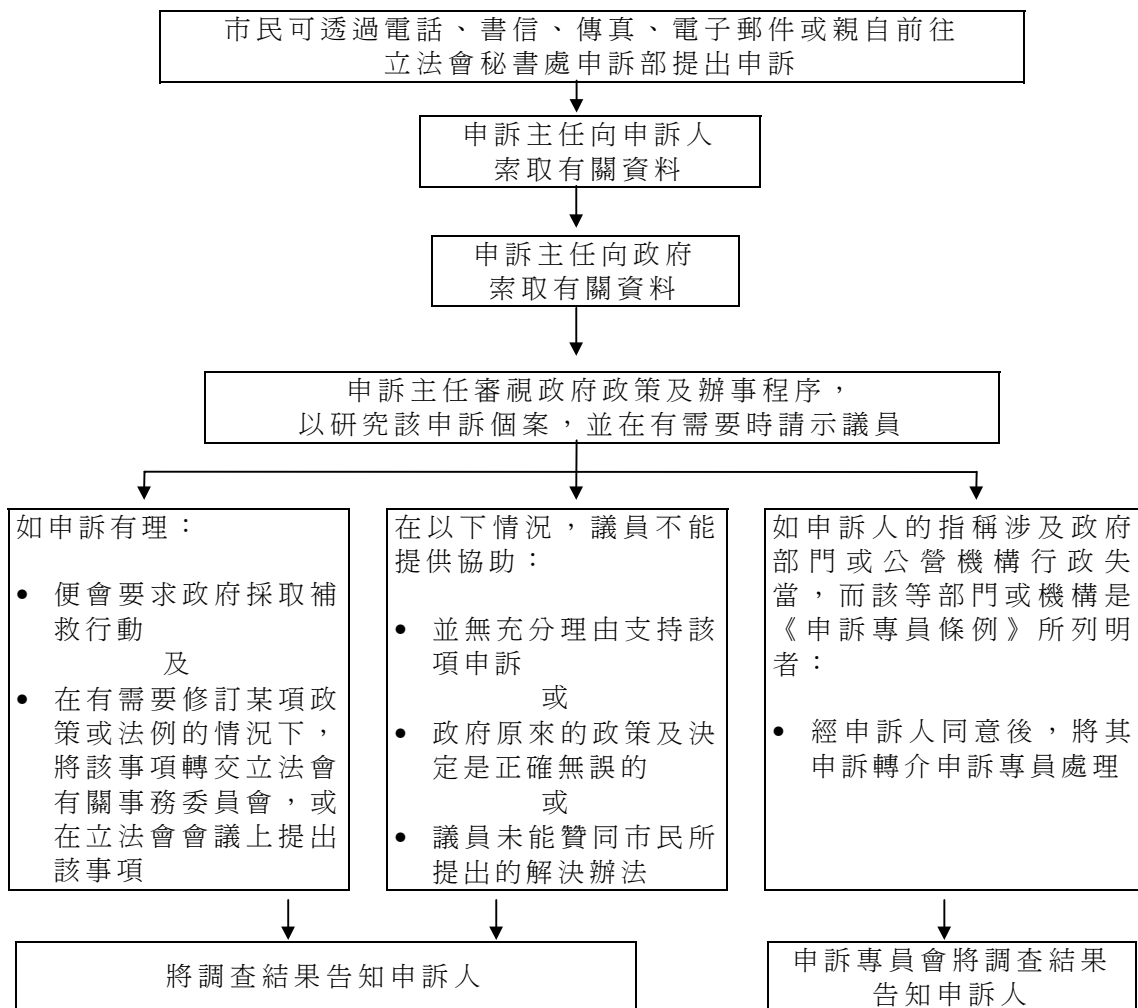 市民可透過電話、書信、傳真、電子郵件或親自前往
立法會秘書處申訴部提出申訴
申訴主任向申訴人
索取有關資料
申訴主任向政府
索取有關資料
申訴主任審視政府政策及辦事程序，
以研究該申訴個案，並在有需要時請示議員
如申訴有理：
• 便會要求政府採取補
救行動
及
• 在有需要修訂某項政
策或法例的情況下，
將該事項轉交立法會
有關事務委員會，或
在立法會會議上提出
該事項
在以下情況，議員不能
提供協助：
• 並無充分理由支持該
項申訴
或
• 政府原來的政策及決
定是正確無誤的
或
• 議員未能贊同市民所
提出的解決辦法
如申訴人的指稱涉及政府
部門或公營機構行政失
當，而該等部門或機構是
《申訴專員條例》所列明
者：
• 經申訴人同意後，將其
申訴轉介申訴專員處理
將調查結果告知申訴人
申訴專員會將調查結果
告知申訴人